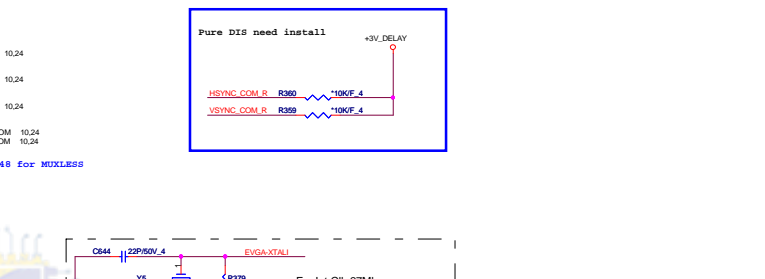 Pure DIS need install
+3V_DELAY
10,24
10,24
HSYNC_COM_R R360 *10K/F_4
10,24
VSYNC_COM_R R359 *10K/F_4
OM 10,24
OM 10,24
48 for MUXLESS
C644 22P/50V_4 EVGA-XTALI
1